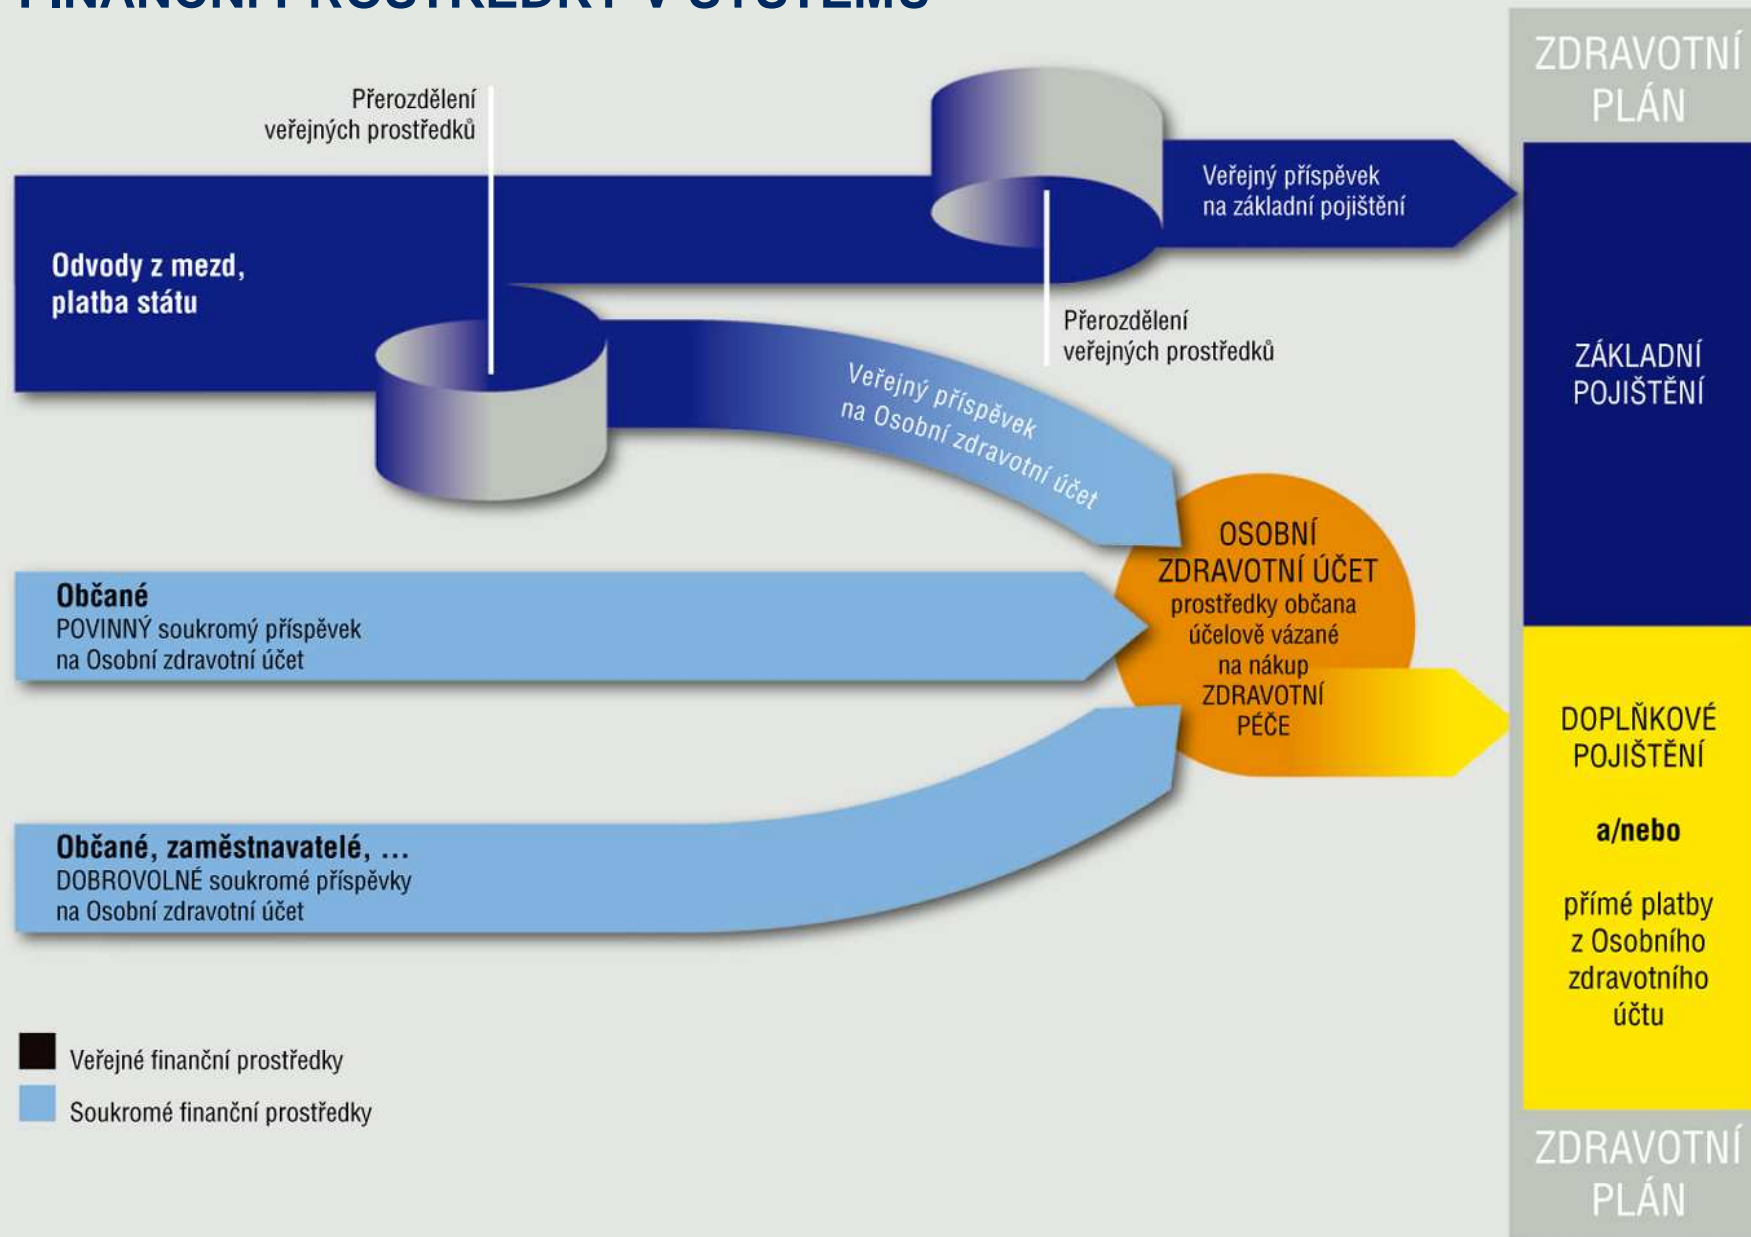 FINANČNÍ PROSTŘEDKY V SYSTÉMU
Přerozdělení
veřejných prostředků
Odvody z mezd,
platba státu
Veřejný příspěvek
na základní pojištění
Přerozdělení
veřejných prostředků
Veřejný příspěvek
na Osobní zdravotní účet
Občané
POVINNÝ soukromý příspěvek
na Osobní zdravotní účet
OSOBNÍ
ZDRAVOTNÍ ÚČET
prostředky občana
účelově vázané
na nákup
ZDRAVOTNÍ
PÉČE
Občané, zaměstnavatelé, ...
DOBROVOLNÉ soukromé příspěvky
na Osobní zdravotní účet
Veřejné finanční prostředky
Soukromé finanční prostředky
ZDRAVOTNÍ
PLÁN
ZÁKLADNÍ
POJIŠTĚNÍ
DOPLŇKOVÉ
POJIŠTĚNÍ
a/nebo
přímé platby
z Osobního
zdravotního
účtu
ZDRAVOTNÍ
PLÁN